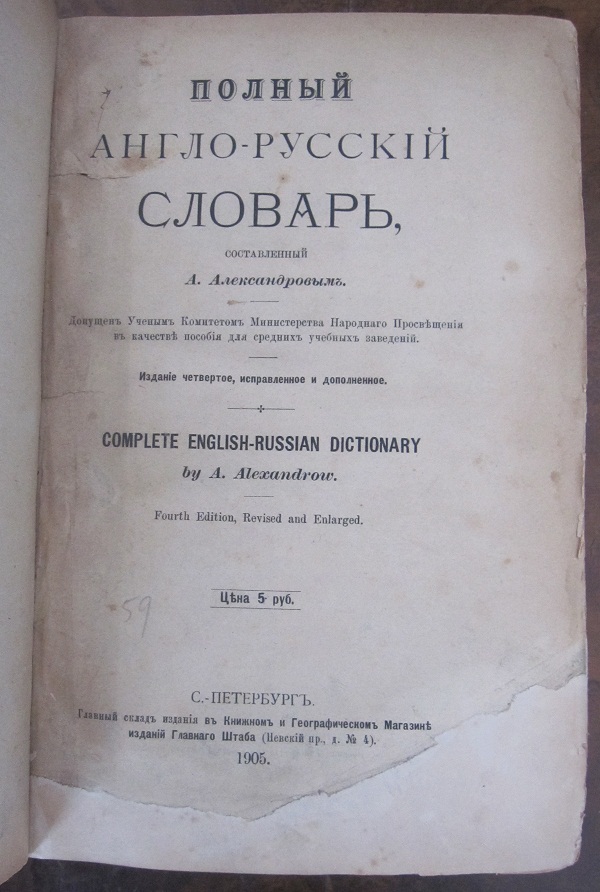 ПОЛНЫЙ
АНГЛО-РУССКІЙ
СЛОВАРЬ,
СОСТАВЛЕННЫЙ
А. Александровымъ.
Допущенъ Ученымъ Комитетомъ Министерства Народнаго Просвѣщенія
въ качествѣ пособія для среднихъ учебныхъ заведеній.
Изданіе четвертое, исправленное и дополненное.
COMPLETE ENGLISH-RUSSIAN DICTIONARY
by A. Alexandrow.
Fourth Edition, Revised and Enlarged.
Цѣна 5 руб.
59
С.-ПЕТЕРБУРГЪ.
Главный складъ изданія въ Книжномъ и Географическомъ Магазинѣ
изданій Главнаго Штаба (Невскій пр., д. № 4).
1905.